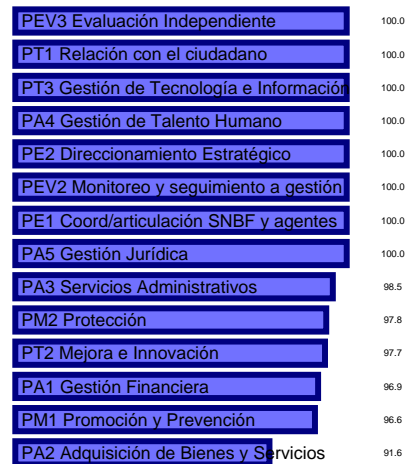 PEV3 Evaluación Independiente 100.0
PT1 Relación con el ciudadano 100.0
PT3 Gestión de Tecnología e Información 100.0
PA4 Gestión de Talento Humano 100.0
PE2 Direccionamiento Estratégico 100.0
PEV2 Monitoreo y seguimiento a gestión 100.0
PE1 Coord/articulación SNBF y agentes 100.0
PA5 Gestión Jurídica 100.0
PA3 Servicios Administrativos 98.5
PM2 Protección 97.8
PT2 Mejora e Innovación 97.7
PA1 Gestión Financiera 96.9
PM1 Promoción y Prevención 96.6
PA2 Adquisición de Bienes y Servicios 91.6